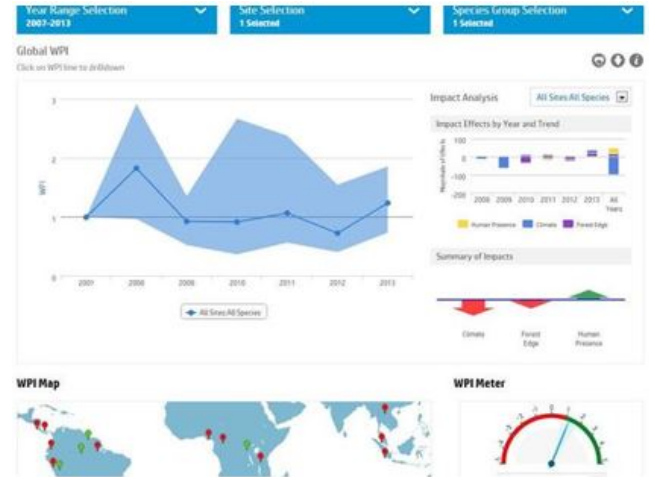 Year Range Selection
2007-2013
Site Selection
1 Selected
Species Group Selection
1 Selected
Global WPI
Click on WPI line to drilldown
Impact Analysis
All Sites:All Species
Impact Effects by Year and Trend
100
0
-100
-200
2008 2009 2010 2011 2012 2013 All Years
Human Presence Climate Forest Edge
Summary of Impacts
Climate
Forest Edge
Human Presence
WPI
3
2
1
0
2010
2011
2012
2013
All Sites:All Species
WPI Map
WPI Meter